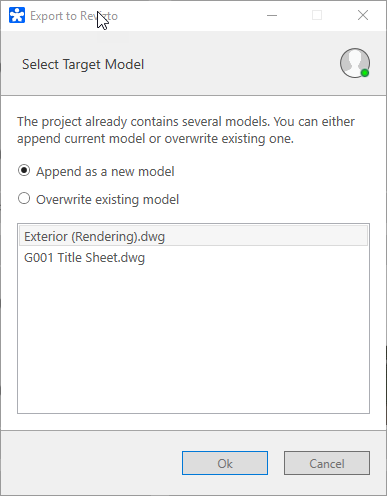 Export to Revizto
Select Target Model
The project already contains several models. You can either
append current model or overwrite existing one.
Append as a new model
Overwrite existing model
Exterior (Rendering).dwg
G001 Title Sheet.dwg
Ok
Cancel